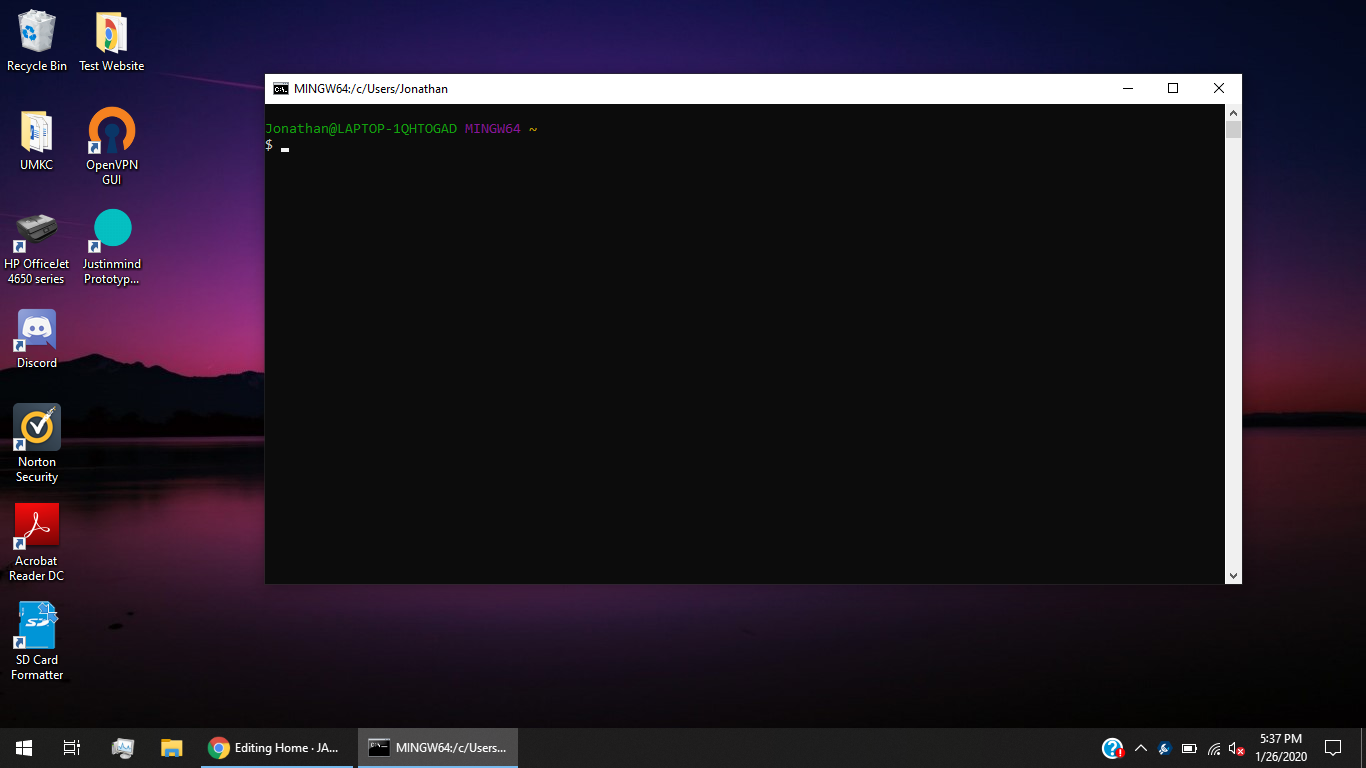 Recycle Bin
Test Website
UMKC
OpenVPN
GUI
HP OfficeJet
4650 series
Justinmind
Prototyp...
Discord
Norton
Security
Acrobat
Reader DC
SD Card
Formatter
MINGW64:/c/Users/Jonathan
Jonathan@LAPTOP-1QHTOGAD MINGW64 ~
$
Editing Home · JA...
MINGW64:/c/Users...
5:37 PM
1/26/2020